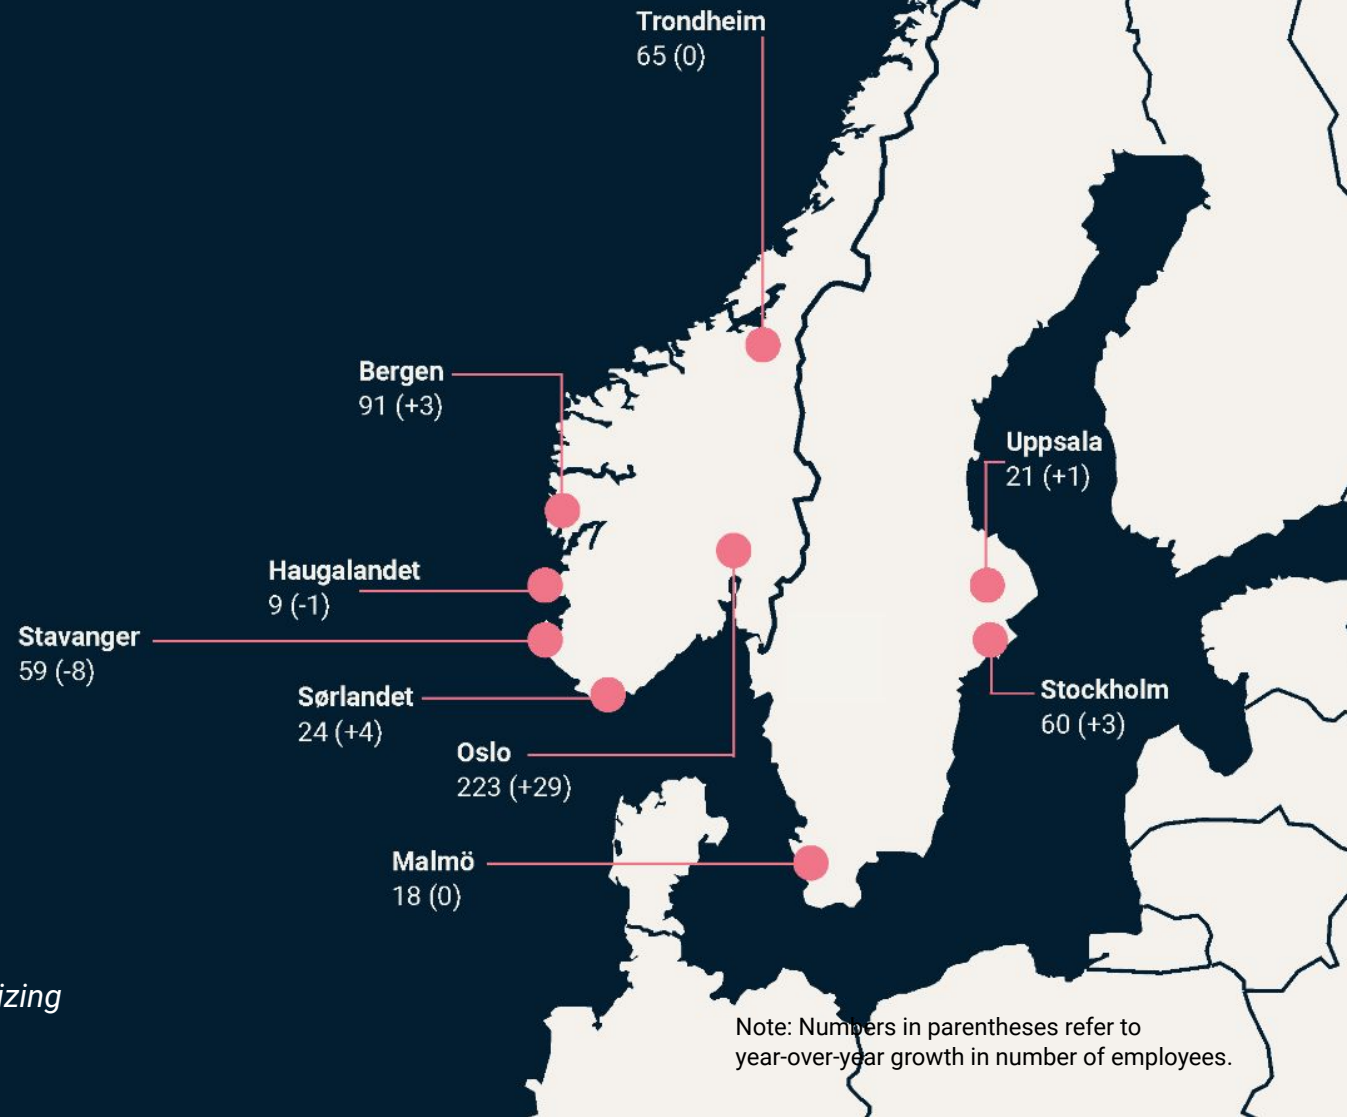 Trondheim
65 (0)
Bergen
91 (+3)
Uppsala
21 (+1)
Haugalandet
9 (-1)
Stavanger
59 (-8)
Sørlandet
24 (+4)
Stockholm
60 (+3)
Oslo
223 (+29)
Malmö
18 (0)
izing
Note: Numbers in parentheses refer to
year-over-year growth in number of employees.